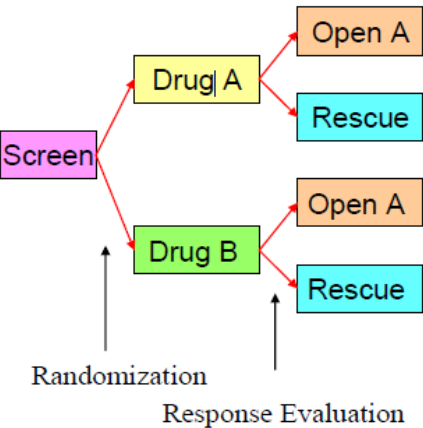 Open A
Drug A
Rescue
Screen
Open A
Drug B
Rescue
Randomization
Response Evaluation